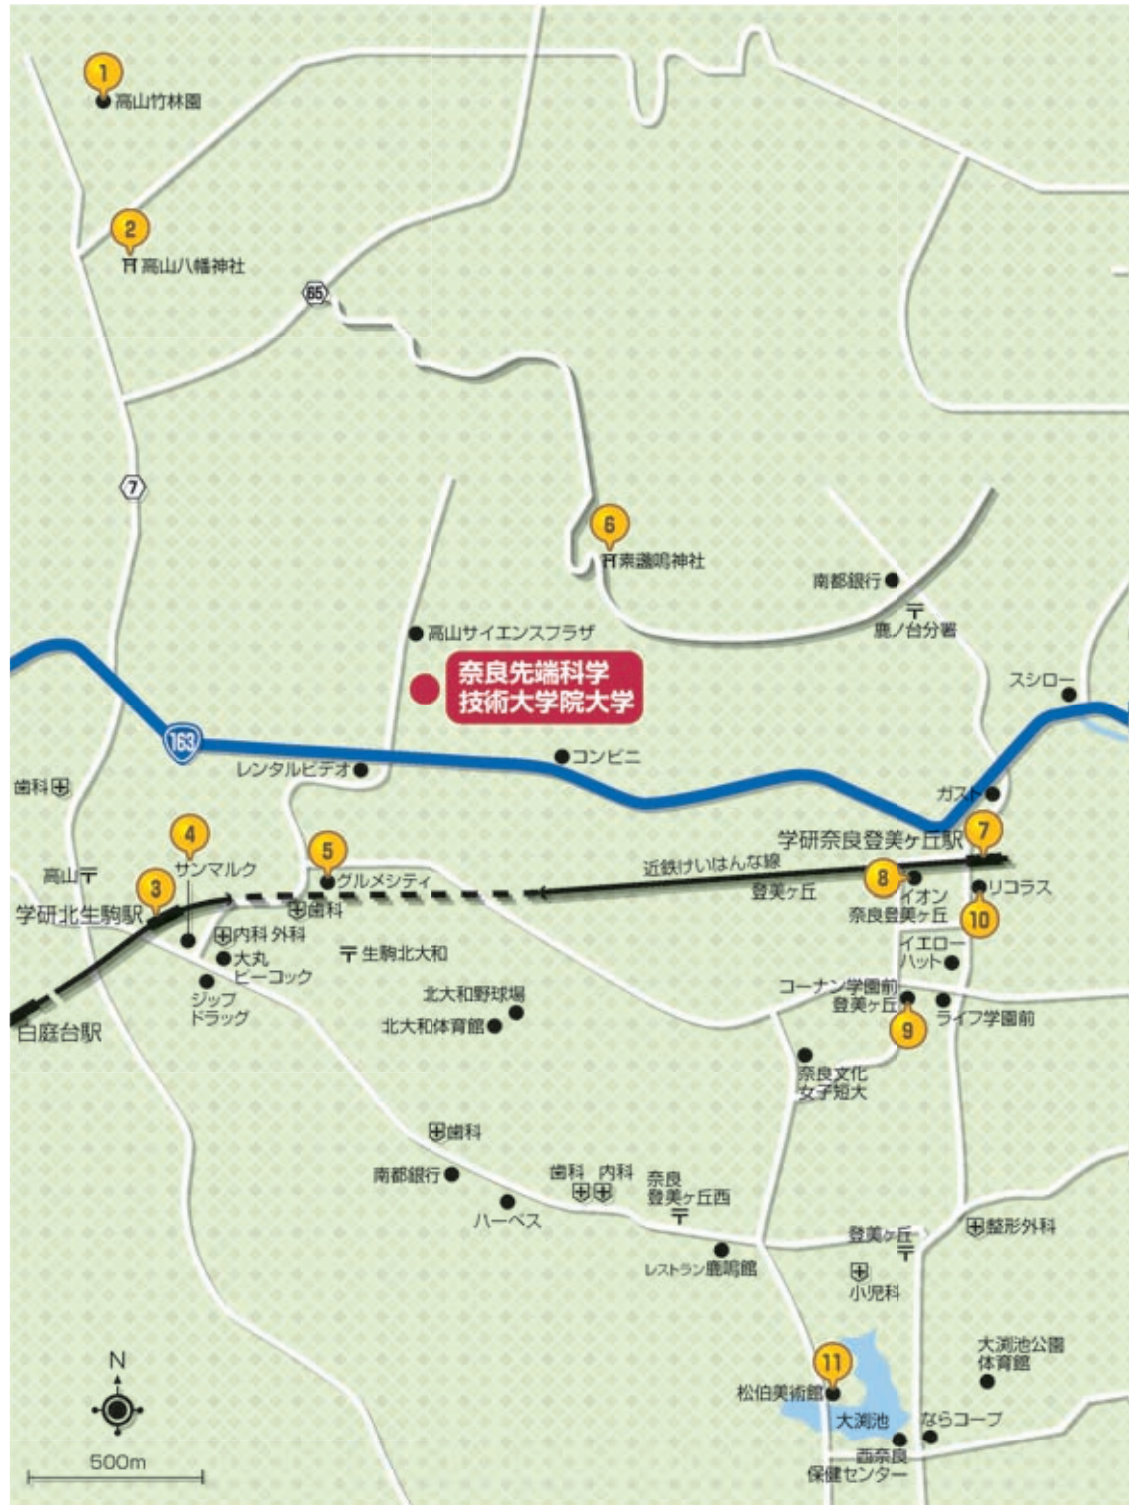 1
高山竹林園
2
高山八幡神社
65
7
6
素盞嗚神社
南都銀行
鹿ノ台分署
高山サイエンスプラザ
奈良先端科学
技術大学院大学
スシロー
163
コンビニ
レンタルビデオ
歯科
ガスト
学研奈良登美ヶ丘駅
7
4
サンマルク
5
グルメシティ
近鉄けいはんな線
登美ヶ丘
8
イオン
奈良登美ヶ丘
リコラス
10
高山
3
学研北生駒駅
歯科
内科 外科
大丸
ピーコック
生駒北大和
イエロー
ハット
ジップ
ドラッグ
白庭台駅
北大和野球場
北大和体育館
コーナン学園前
登美ヶ丘
9
ライフ学園前
奈良文化
女子短大
歯科
南都銀行
ハーベス
歯科 内科
奈良
登美ヶ丘西
レストラン鹿鳴館
登美ヶ丘
整形外科
小児科
N
500m
11
松伯美術館
大渕池
大渕池公園
体育館
ならコープ
西奈良
保健センター